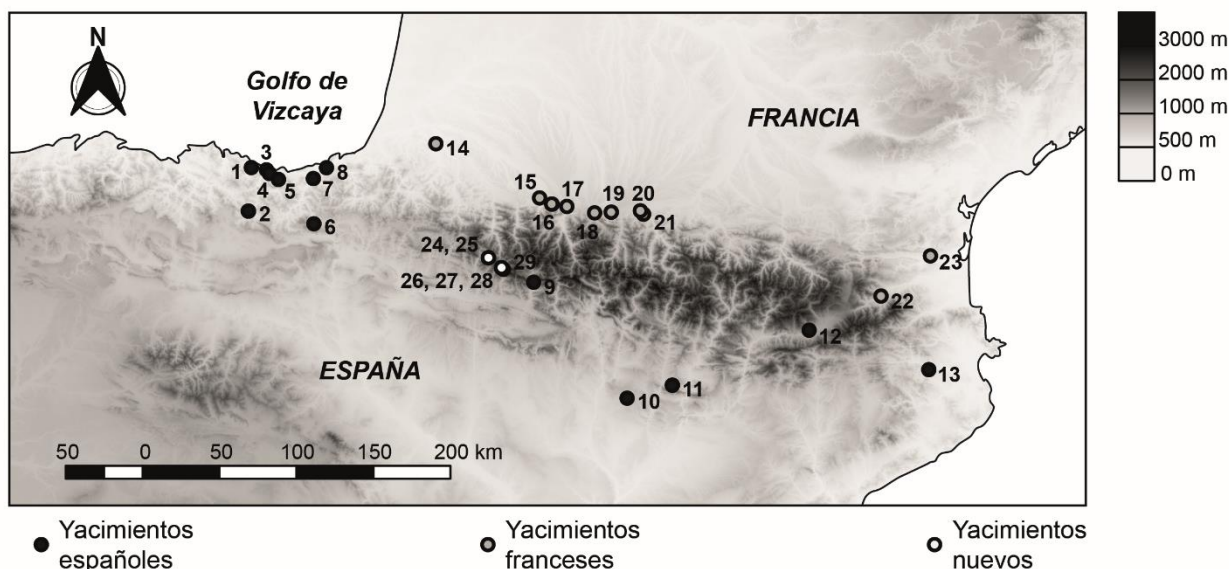 N
Golfo de
Vizcaya
FRANCIA
3000 m
2000 m
1000 m
500 m
0 m
1
3
4
5
8
7
2
6
14
15
17
19
20
16
18
21
24, 25
29
26, 27, 28
9
23
22
12
ESPAÑA
13
11
10
50 0 50 100 150 200 km
Yacimientos
españoles
Yacimientos
franceses
Yacimientos
nuevos